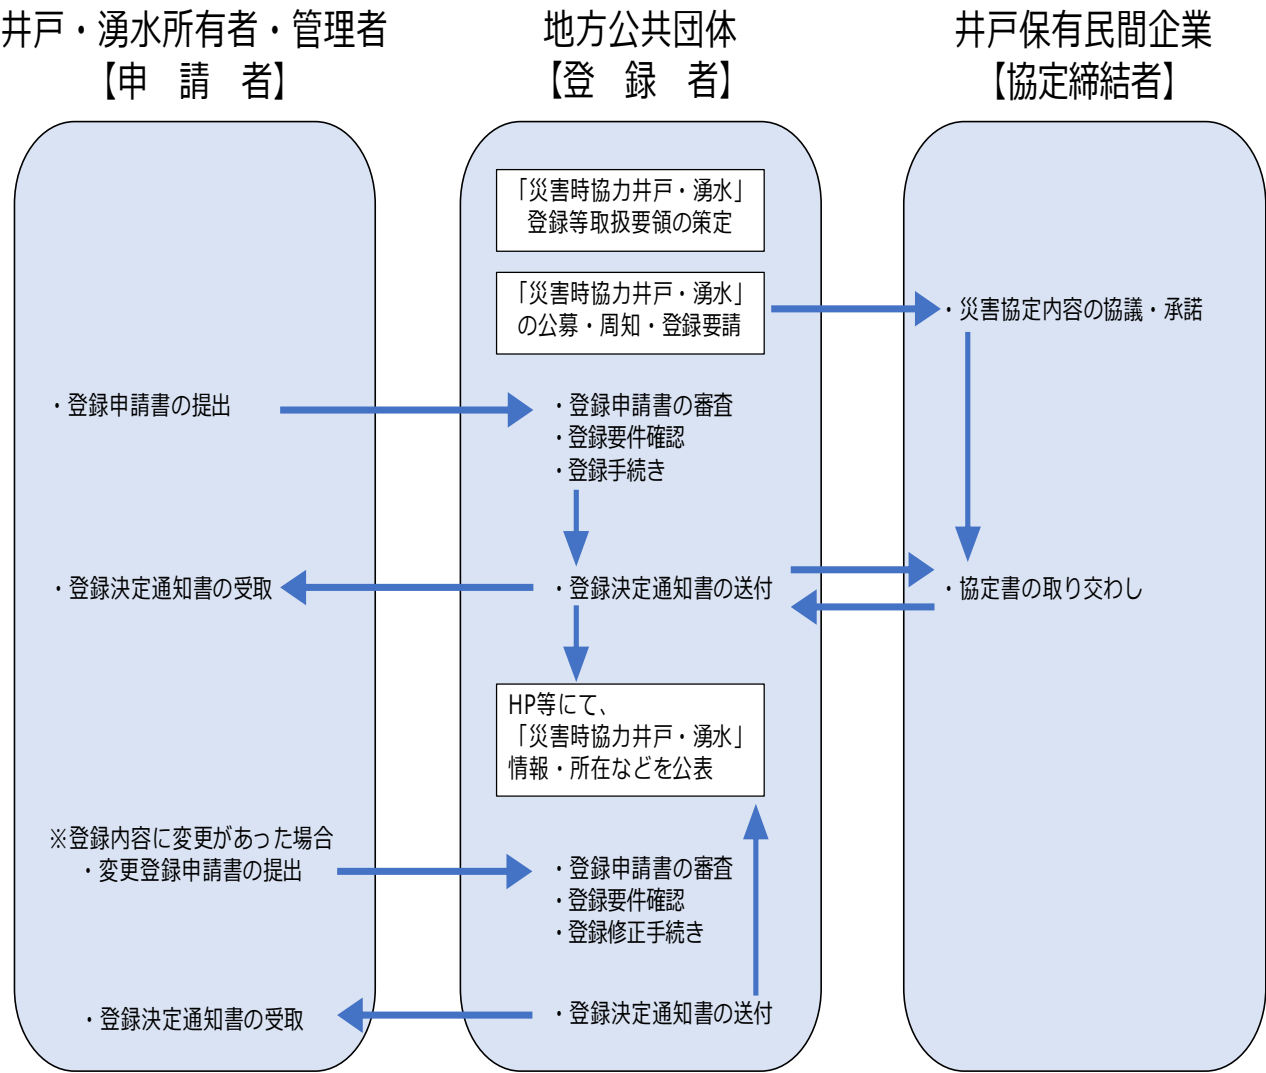 井戸・湧水所有者・管理者
【申　請　者】
地方公共団体
【登　録　者】
井戸保有民間企業
【協定締結者】
「災害時協力井戸・湧水」
登録等取扱要領の策定
「災害時協力井戸・湧水」
の公募・周知・登録要請
・災害協定内容の協議・承諾
・登録申請書の提出
・登録申請書の審査
・登録要件確認
・登録手続き
・登録決定通知書の受取
・登録決定通知書の送付
・協定書の取り交わし
HP等にて、
「災害時協力井戸・湧水」
情報・所在などを公表
※登録内容に変更があった場合
・変更登録申請書の提出
・登録申請書の審査
・登録要件確認
・登録修正手続き
・登録決定通知書の受取
・登録決定通知書の送付